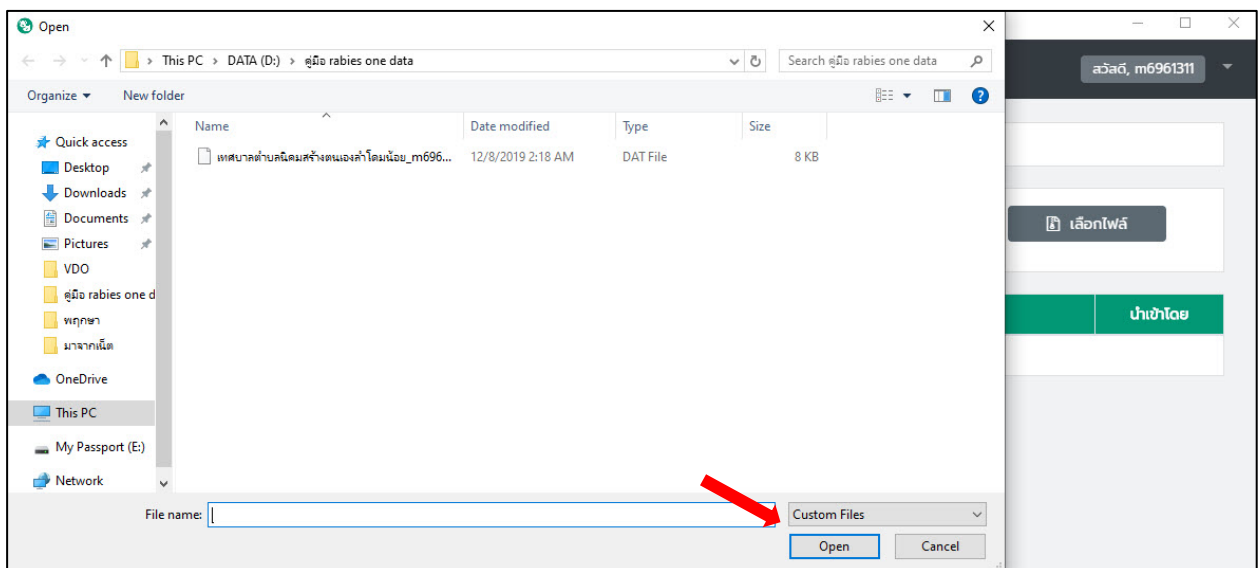 Open
สวัสดี, m6961311
This PC > DATA (D:) > คู่มือ rabies one data
Search คู่มือ rabies one data
Organize
New folder
Name
Date modified
Type
Size
Quick access
เทศบาลตำบลนิคมสร้างตนเองลำโดมน้อย_m696...
12/8/2019 2:18 AM
DAT File
8 KB
Desktop
Downloads
Documents
Pictures
VDO
คู่มือ rabies one d
พฤกษา
มาจากเน็ต
OneDrive
This PC
My Passport (E:)
Network
เลือกไฟล์
นำเข้าโดย
File name:
Custom Files
Open
Cancel